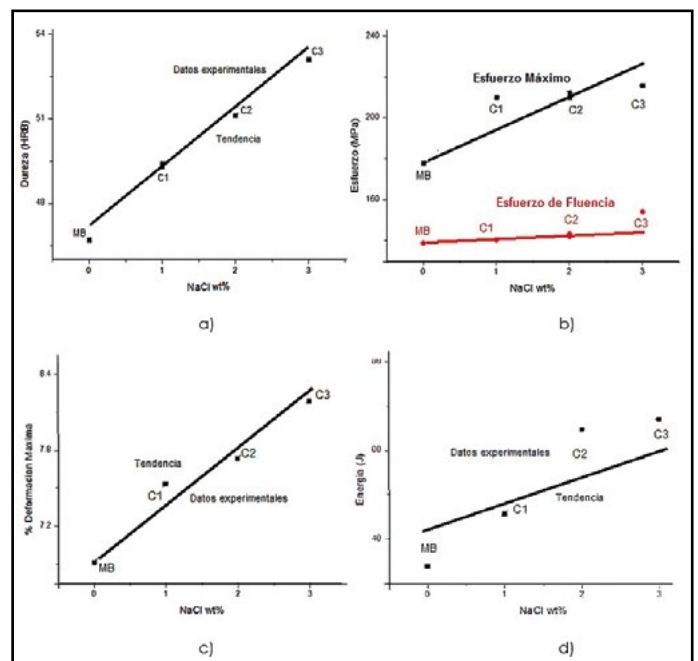 54
51
48
Dureza (HRB)
Datos experimentales
C3
C2
Tendencia
C1
MB
0 1 2 3
NaCl wt%
a)
240
200
160
Esfuerzo (MPa)
Esfuerzo Máximo
C1
C2
C3
MB
Esfuerzo de Fluencia
MB
C1
C2
C3
0 1 2 3
NaCl wt%
b)
8.4
7.8
7.2
% Deformacion Maxima
C3
Tendencia
C2
C1
Datos experimentales
MB
0 1 2 3
NaCl wt%
c)
40
Energia (J)
Datos experimentales
C2
C3
Tendencia
C1
MB
0 1 2 3
NaCl wt%
d)